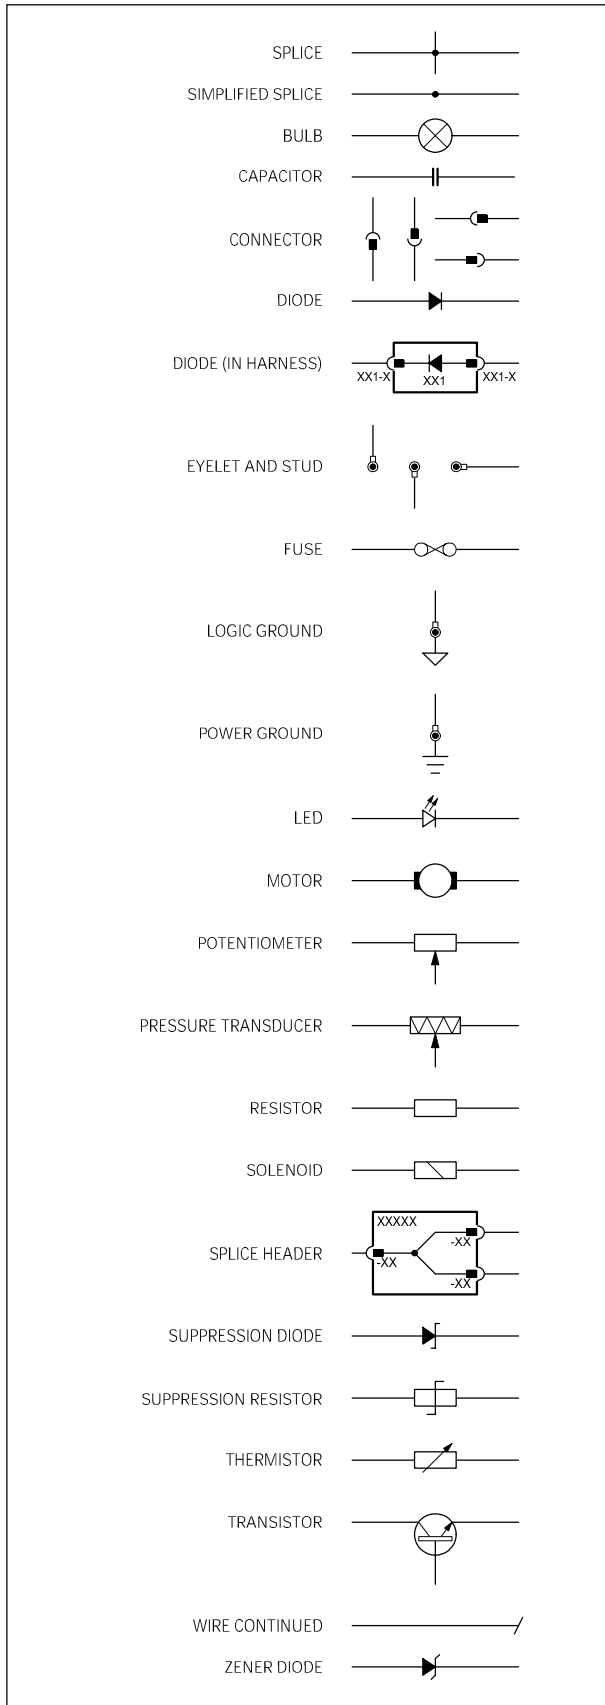 SPLICE
SIMPLIFIED SPLICE
BULB
CAPACITOR
CONNECTOR
DIODE
DIODE (IN HARNESS)
XX1-X XX1 XX1-X
EYELET AND STUD
FUSE
LOGIC GROUND
POWER GROUND
LED
MOTOR
POTENTIOMETER
PRESSURE TRANSDUCER
RESISTOR
SOLENOID
XXXXX
SPLICE HEADER
-XX
-XX
-XX
SUPPRESSION DIODE
SUPPRESSION RESISTOR
THERMISTOR
TRANSISTOR
WIRE CONTINUED
ZENER DIODE